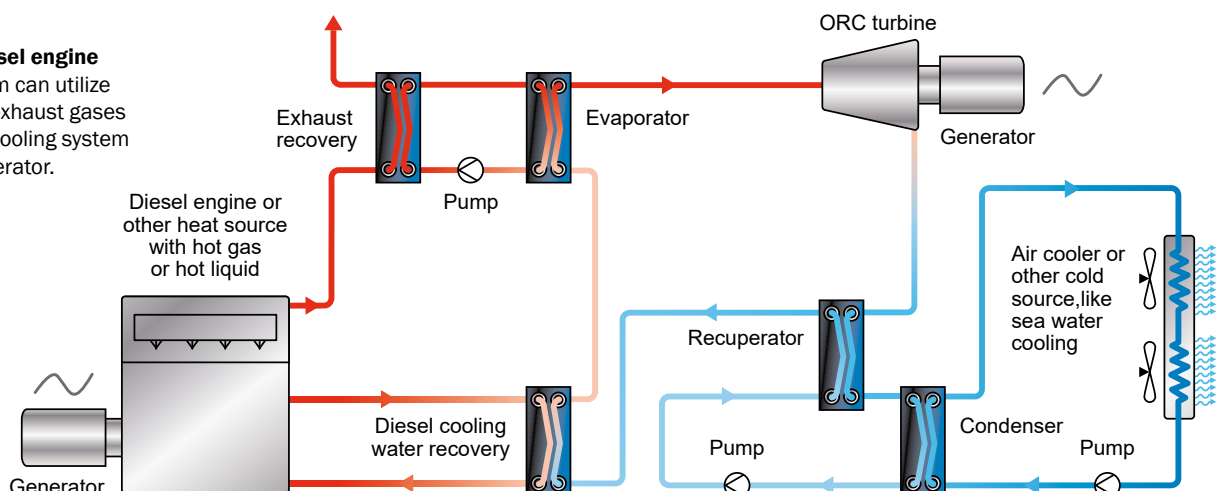 sel engine
n can utilize
exhaust gases
ooling system
erator.
ORC turbine
Exhaust
recovery
Evaporator
Generator
Pump
Diesel engine or
other heat source
with hot gas
or hot liquid
Air cooler or
other cold
source,like
sea water
cooling
Recuperator
Diesel cooling
water recovery
Condenser
Pump
Pump
Generator